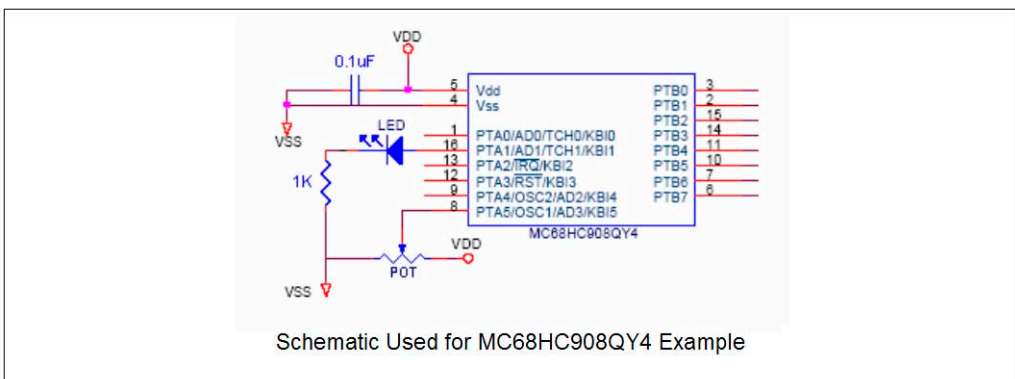 VDD
0.1uF
5 Vdd PTB0 3
4 Vss PTB1 2
PTB2 15
VSS LED
1 PTA0/AD0/TCH0/KBI0 PTB3 14
16 PTA1/AD1/TCH1/KBI1 PTB4 11
13 PTA2/IRQ/KBI2 PTB5 10
1K 12 PTA3/RST/KBI3 PTB6 7
9 PTA4/OSC2/AD2/KBI4 PTB7 6
8 PTA5/OSC1/AD3/KBI5
MC68HC908QY4
VDD
POT
VSS
Schematic Used for MC68HC908QY4 Example